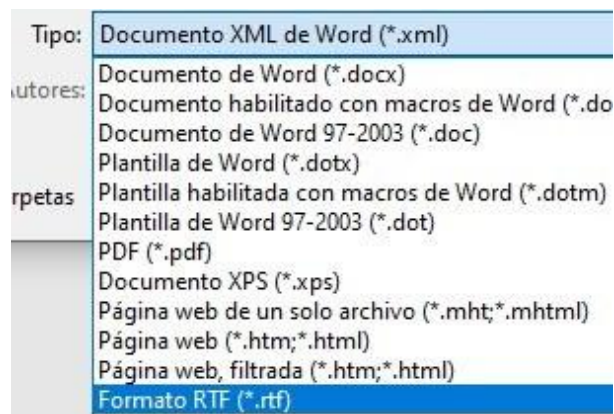 Tipo: Documento XML de Word (*.xml)
Documento de Word (*.docx)
Autores: Documento habilitado con macros de Word (*.do
Documento de Word 97-2003 (*.doc)
Plantilla de Word (*.dotx)
rpetas Plantilla habilitada con macros de Word (*.dotm)
Plantilla de Word 97-2003 (*.dot)
PDF (*.pdf)
Documento XPS (*.xps)
Página web de un solo archivo (*.mht;*.mhtml)
Página web (*.htm;*.html)
Página web, filtrada (*.htm;*.html)
Formato RTF (*.rtf)